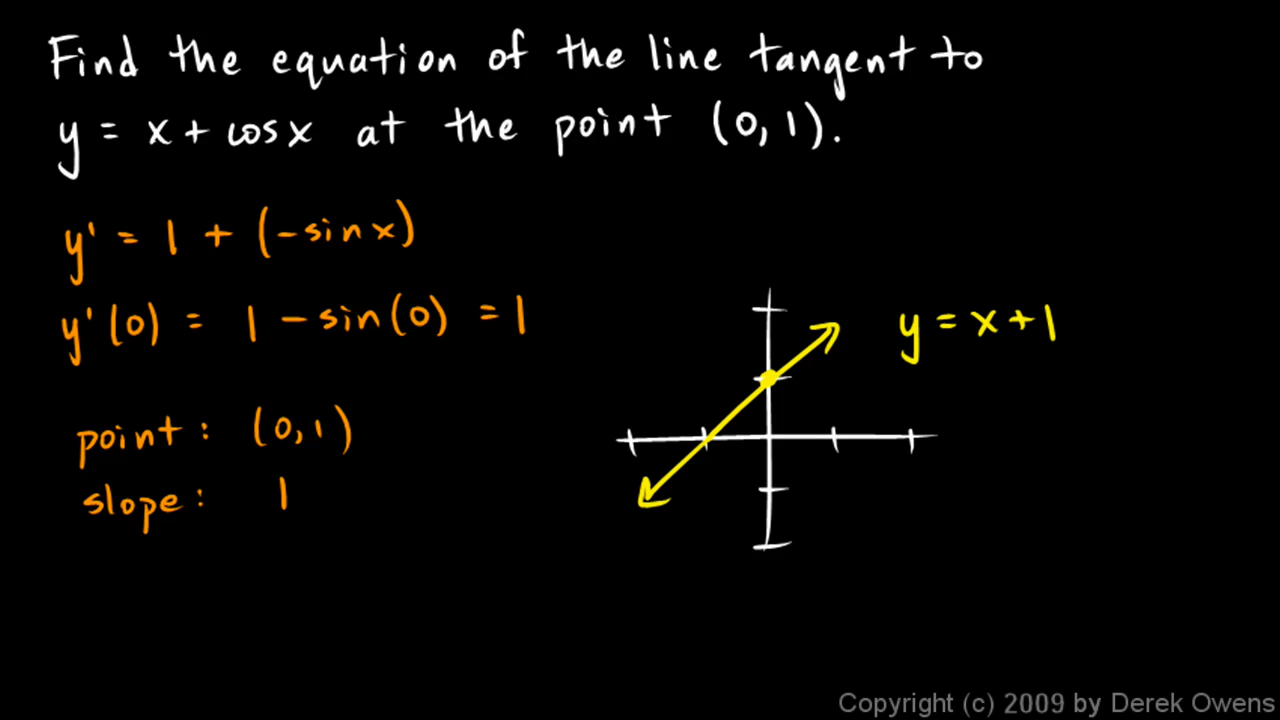 Find the equation of the line tangent to
y = x + cos x at the point (0, 1).
y' = 1 + (-sin x)
y'(0) = 1 - sin(0) = 1
y = x + 1
point: (0, 1)
slope: 1
Copyright (c) 2009 by Derek Owens